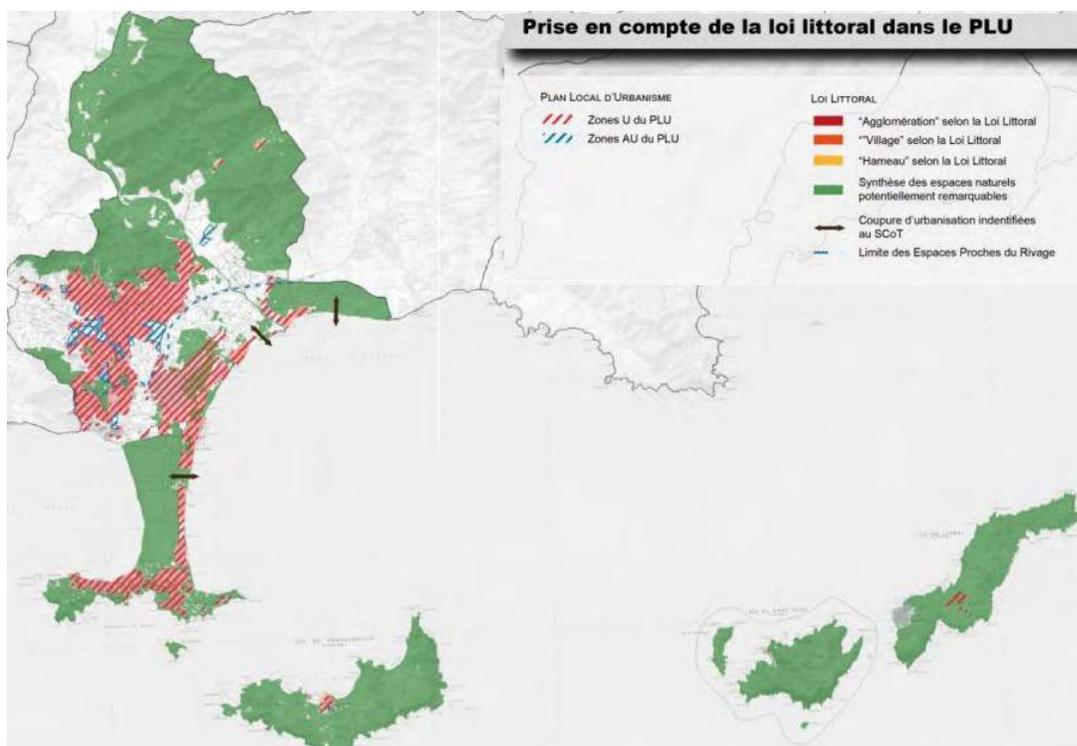 Prise en compte de la loi littoral dans le PLU
PLAN LOCAL D'URBANISME
Zones U du PLU
Zones AU du PLU
LOI LITTORAL
"Agglomération" selon la Loi Littoral
""Village" selon la Loi Littoral
"Hameau" selon la Loi Littoral
Synthèse des espaces naturels
potentiellement remarquables
Coupure d'urbanisation indentifiées
au SCoT
Limite des Espaces Proches du Rivage